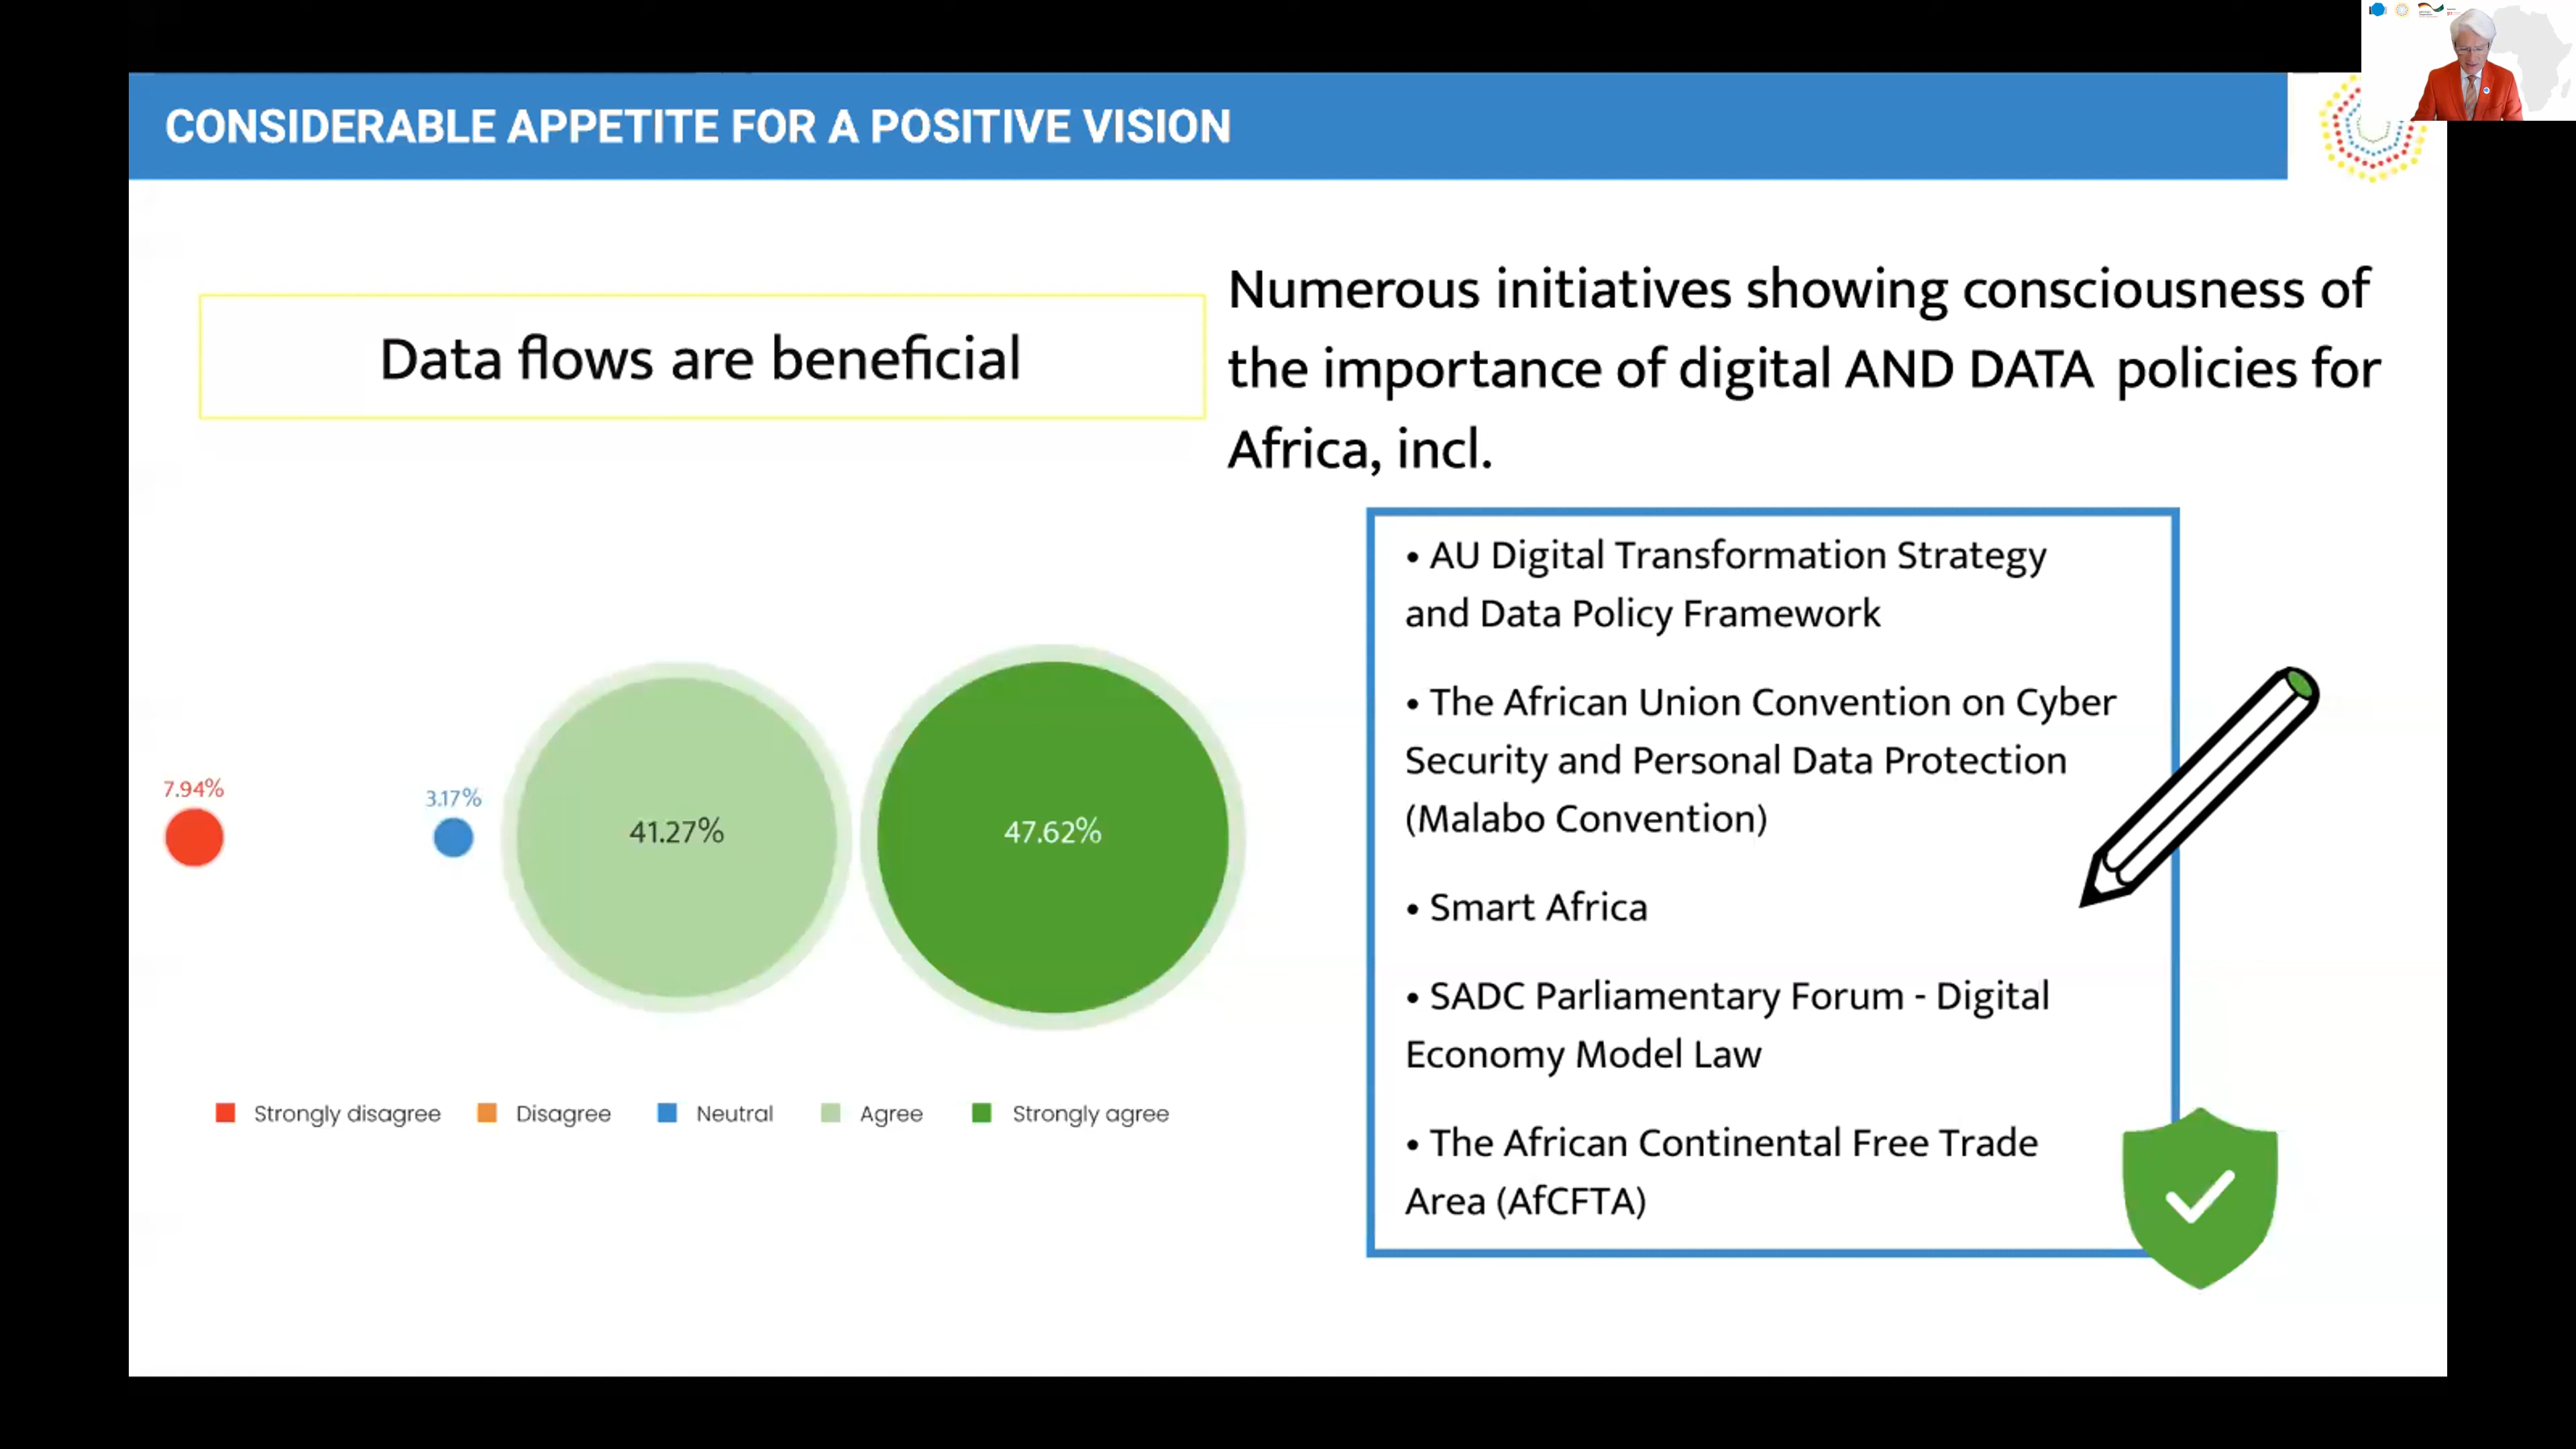 CONSIDERABLE APPETITE FOR A POSITIVE VISION
Data flows are beneficial
7.94%
3.17%
41.27%
47.62%
Strongly disagree
Disagree
Neutral
Agree
Strongly agree
Numerous initiatives showing consciousness of
the importance of digital AND DATA policies for
Africa, incl.
• AU Digital Transformation Strategy
and Data Policy Framework
• The African Union Convention on Cyber
Security and Personal Data Protection
(Malabo Convention)
• Smart Africa
• SADC Parliamentary Forum - Digital
Economy Model Law
• The African Continental Free Trade
Area (AfCFTA)